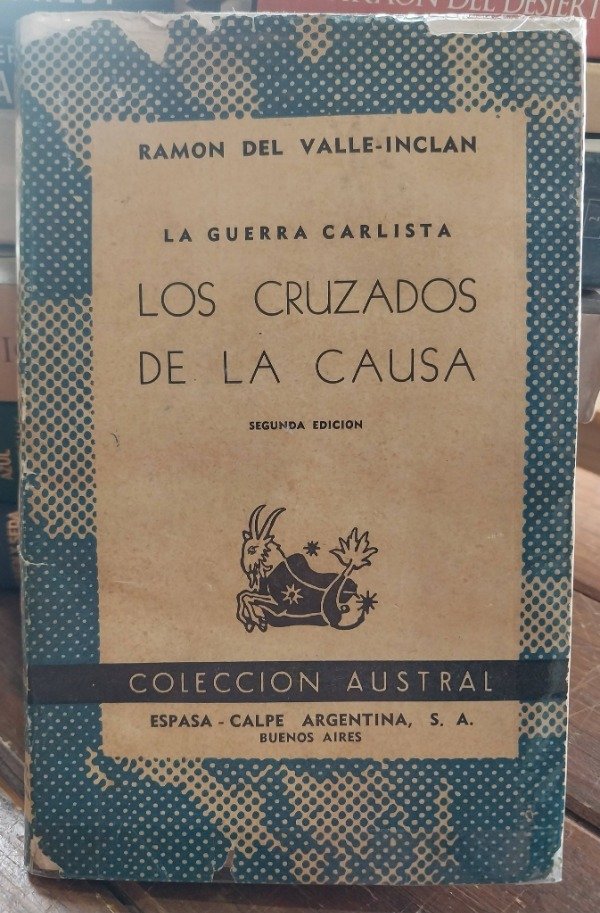 RAMON DEL VALLE-INCLAN
LA GUERRA CARLISTA
LOS CRUZADOS
DE LA CAUSA
SEGUNDA EDICION
COLECCION AUSTRAL
ESPASA - CALPE ARGENTINA, S. A.
BUENOS AIRES
AZUL